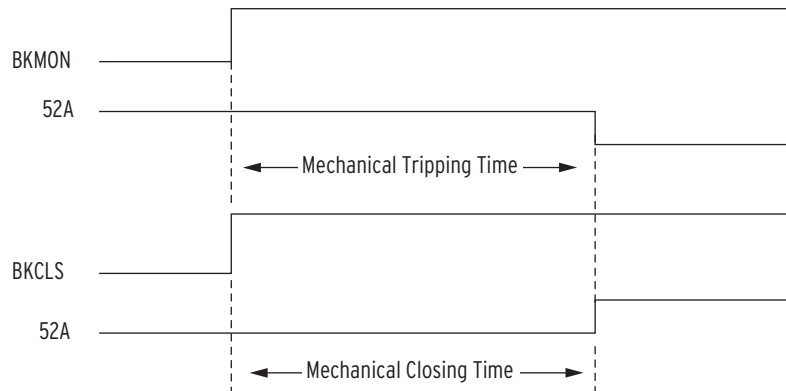 BKMON
52A
Mechanical Tripping Time
BKCLS
52A
Mechanical Closing Time